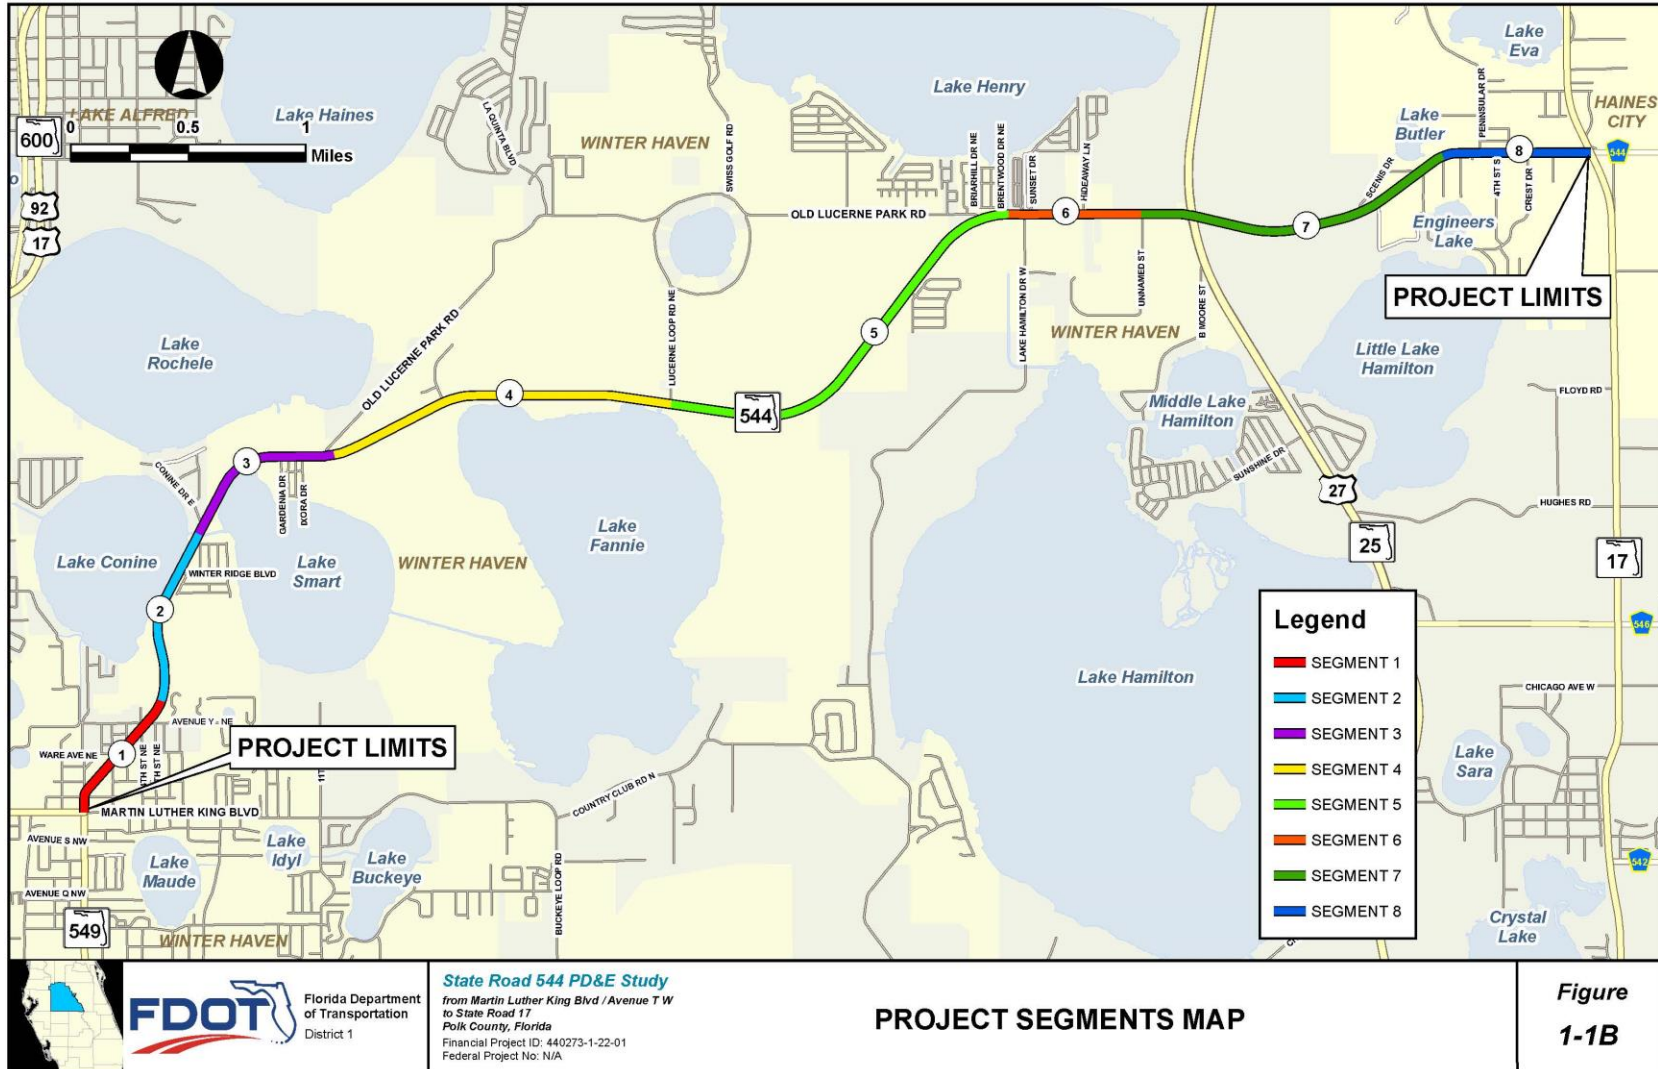 Lake
Eva
PENINSULAR DR
HAINES
CITY
Lake Henry
Lake
Butler
LAKE ALFRED
Lake Haines
LA QUINTA BLVD
WINTER HAVEN
SWISS GOLF RD
600
0 0.5 1
Miles
8
544
BRIARHILL DR NE
BRENTWOOD DR NE
SUNSET DR
HIDEAWAY LN
SCENIS DR
4TH ST S
CREST DR
92
17
OLD LUCERNE PARK RD
6
7
Engineers
Lake
PROJECT LIMITS
LUCERNE LOOP RD NE
LAKE HAMILTON DR W
UNNAMED ST
B MOORE ST
WINTER HAVEN
5
Lake
Rochele
OLD LUCERNE PARK RD
Little Lake
Hamilton
4
544
FLOYD RD
Middle Lake
Hamilton
3
CONINE DR E
GARDENIA DR
IXORA DR
SUNSHINE DR
27
HUGHES RD
Lake
Fannie
25
17
Lake Conine
WINTER RIDGE BLVD
Lake
Smart
WINTER HAVEN
2
546
Lake Hamilton
Legend
SEGMENT 1
SEGMENT 2
SEGMENT 3
SEGMENT 4
SEGMENT 5
SEGMENT 6
SEGMENT 7
SEGMENT 8
CHICAGO AVE W
AVENUE Y - NE
WARE AVE NE
1
4TH ST NE
PROJECT LIMITS
Lake
Sara
COUNTRY CLUB RD N
MARTIN LUTHER KING BLVD
AVENUE S NW
Lake
Idyl
Lake
Maude
Lake
Buckeye
AVENUE Q NW
BUCKEYE LOOP RD
542
549
WINTER HAVEN
Crystal
Lake
FDOT
Florida Department
of Transportation
District 1
State Road 544 PD&E Study
from Martin Luther King Blvd / Avenue T W
to State Road 17
Polk County, Florida
Financial Project ID: 440273-1-22-01
Federal Project No: N/A
PROJECT SEGMENTS MAP
Figure
1-1B